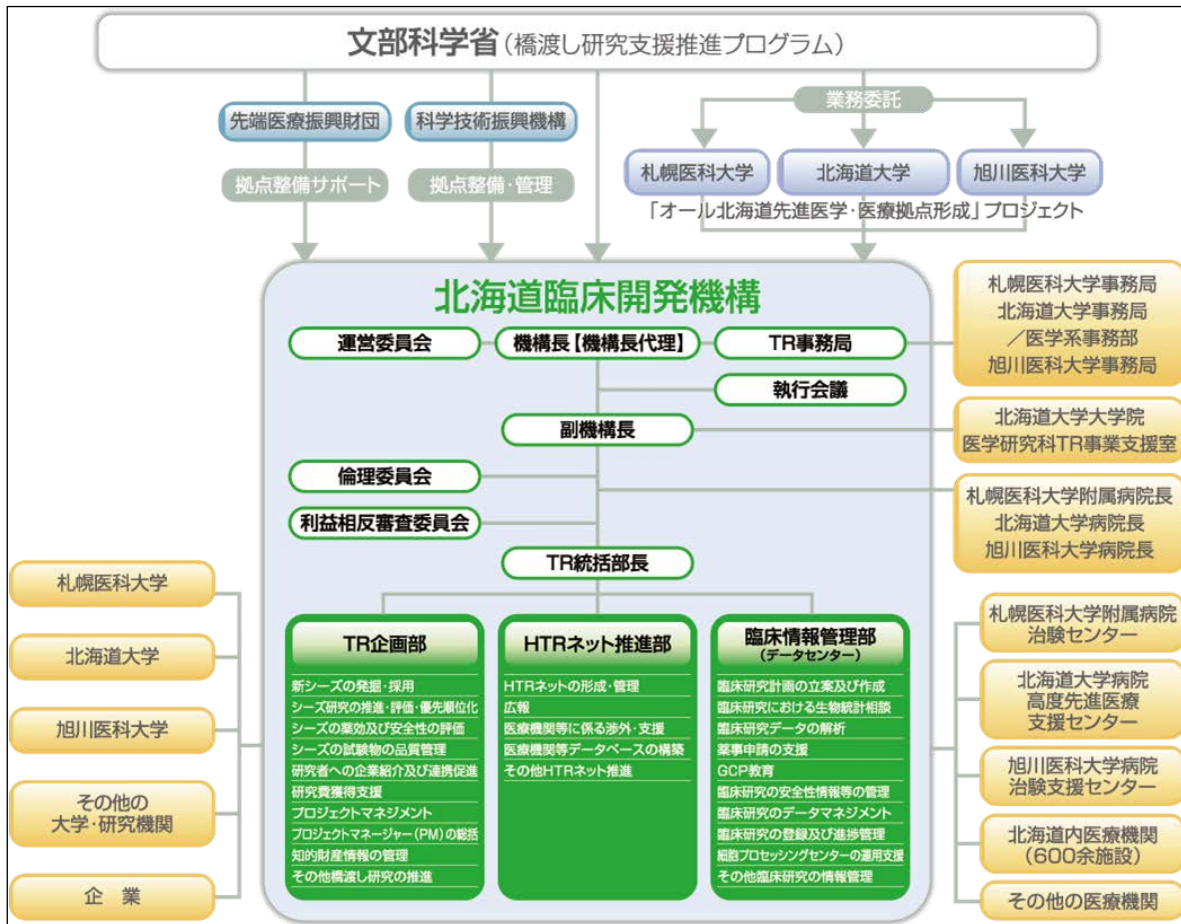 文部科学省(橋渡し研究支援推進プログラム)
業務委託
先端医療振興財団
科学技術振興機構
札幌医科大学
北海道大学
旭川医科大学
拠点整備サポート
拠点整備・管理
「オール北海道先進医学・医療拠点形成」プロジェクト
北海道臨床開発機構
運営委員会
機構長【機構長代理】
TR事務局
執行会議
副機構長
倫理委員会
利益相反審査委員会
TR統括部長
札幌医科大学事務局
北海道大学事務局
/医学系事務部
旭川医科大学事務局
北海道大学大学院
医学研究科TR事業支援室
札幌医科大学附属病院長
北海道大学病院長
旭川医科大学病院長
札幌医科大学
北海道大学
旭川医科大学
その他の
大学・研究機関
企 業
TR企画部
新シーズの発掘・採用
シーズ研究の推進・評価・優先順位化
シーズの薬効及び安全性の評価
シーズの試験物の品質管理
研究者への企業紹介及び連携促進
研究費獲得支援
プロジェクトマネジメント
プロジェクトマネージャー(PM)の総括
知的財産情報の管理
その他橋渡し研究の推進
HTRネット推進部
HTRネットの形成・管理
広報
医療機関等に係る渉外・支援
医療機関等データベースの構築
その他HTRネット推進
臨床情報管理部
(データセンター)
臨床研究計画の立案及び作成
臨床研究における生物統計相談
臨床研究データの解析
薬事申請の支援
GCP教育
臨床研究の安全性情報等の管理
臨床研究のデータマネジメント
臨床研究の登録及び進捗管理
細胞プロセッシングセンターの運用支援
その他臨床研究の情報管理
札幌医科大学附属病院
治験センター
北海道大学病院
高度先進医療
支援センター
旭川医科大学病院
治験支援センター
北海道内医療機関
(600余施設)
その他の医療機関